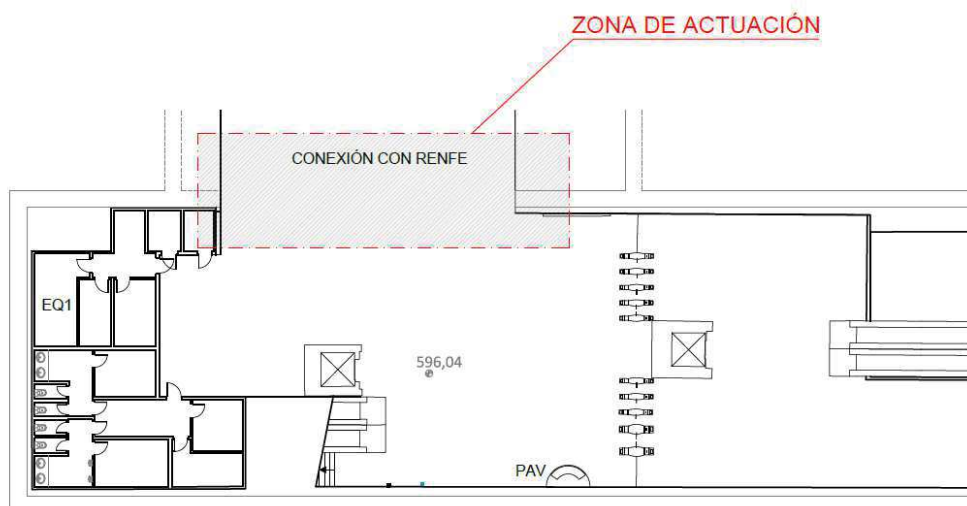 ZONA DE ACTUACIÓN
CONEXIÓN CON RENFE
EQ1
596,04
PAV